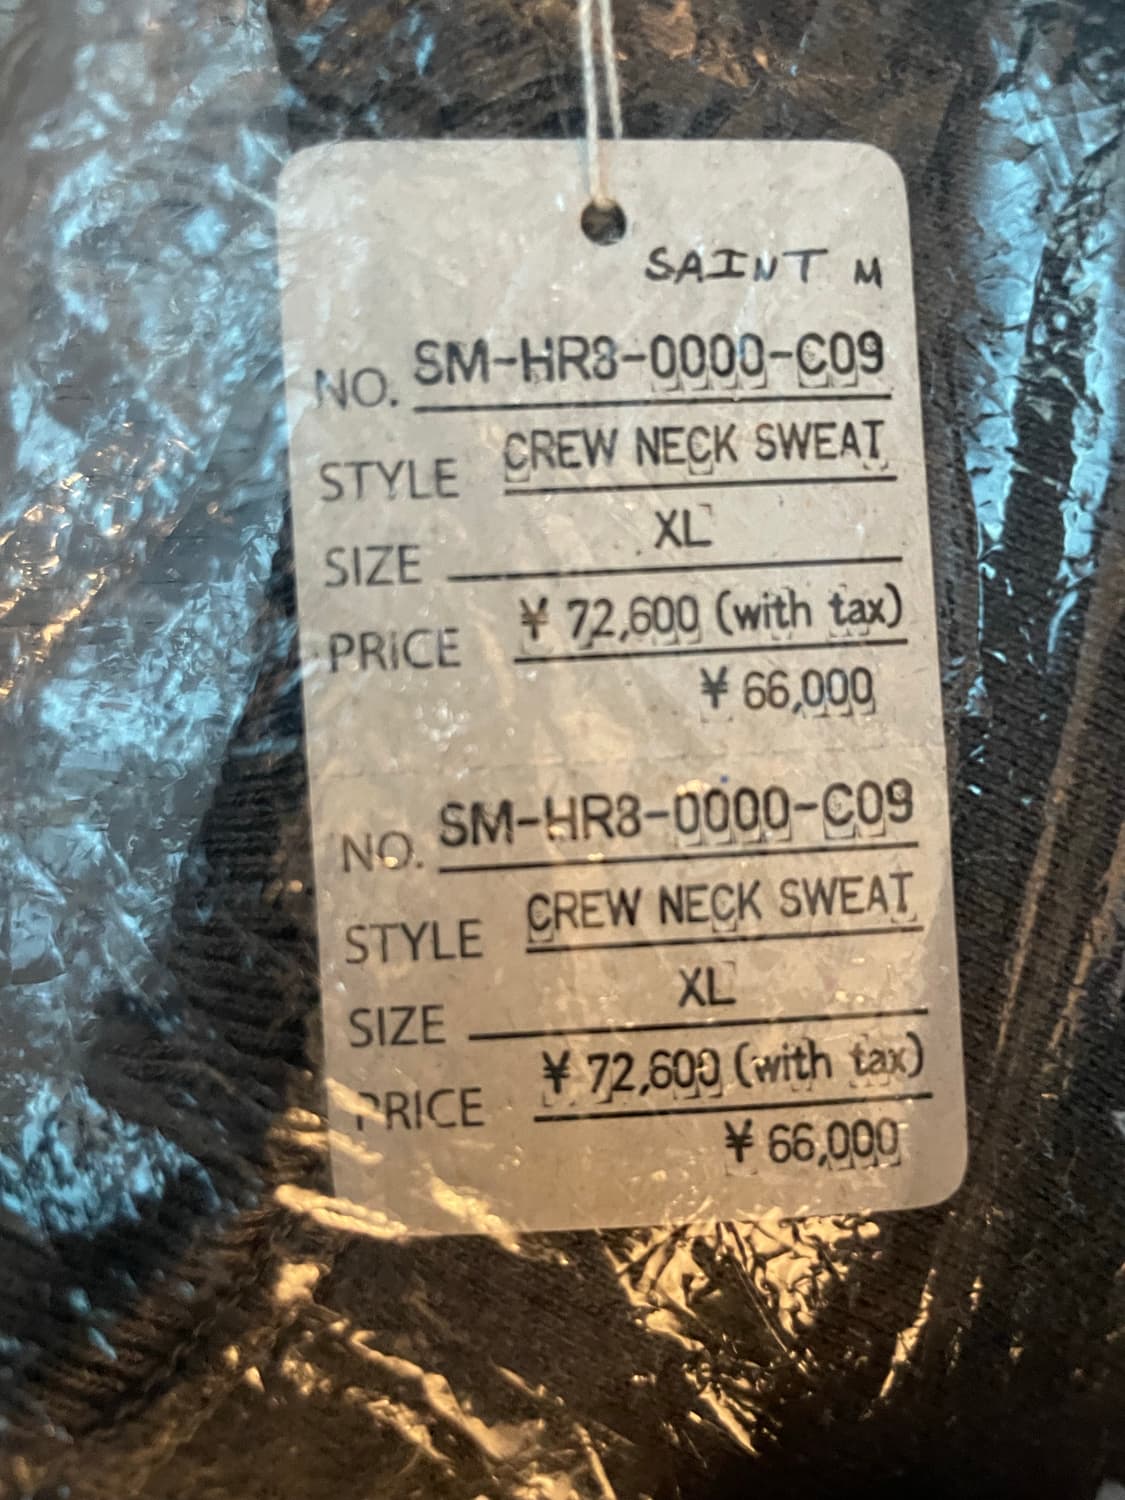 SAINT M
NO. SM-HR8-0000-C09
STYLE CREW NECK SWEAT
SIZE XL
PRICE ¥ 72,600 (with tax)
¥ 66,000
NO. SM-HR8-0000-C09
STYLE CREW NECK SWEAT
SIZE XL
PRICE ¥ 72,600 (with tax)
¥ 66,000